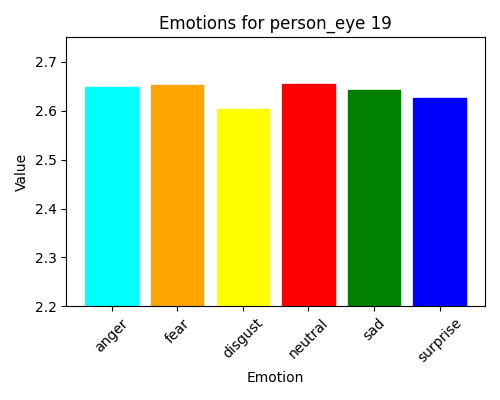 Emotions for person_eye 19
Value
2.7
2.6
2.5
2.4
2.3
2.2
anger
fear
disgust
neutral
sad
surprise
Emotion